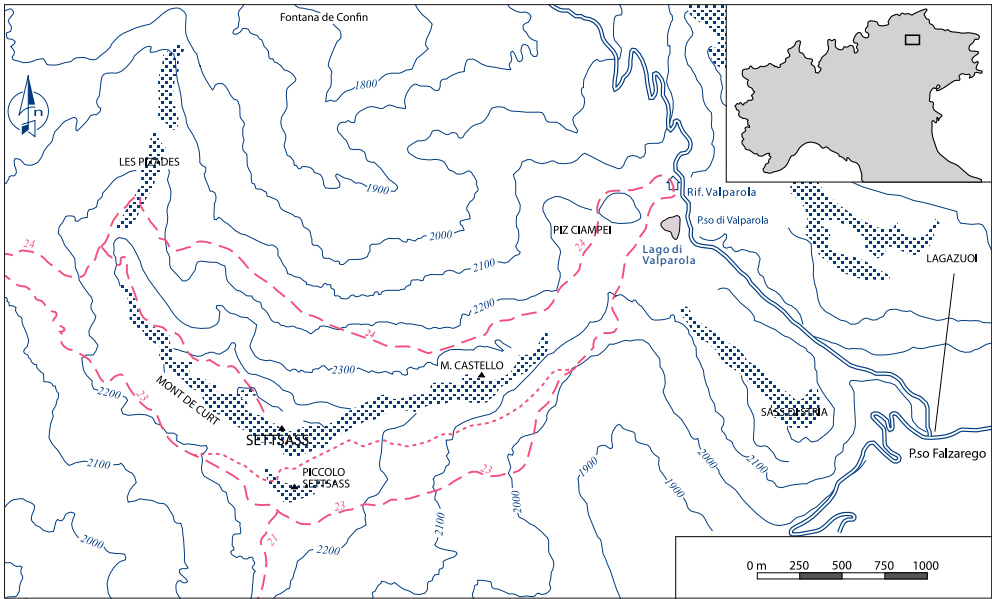 Fontana de Confin
1800
n
LES PIZADES
1900
Rif. Valparola
P.so di Valparola
PIZ CIAMPEI
2000
24
24
Lago di
Valparola
LAGAZUOI
2100
2200
24
2300
M. CASTELLO
2200
MONT DE CURT
23
SASS DI STRIA
SETTSASS
P.so Falzarego
2100
1900
2000
2100
1900
PICCOLO
SETTSASS
23
23
2000
2100
2000
21
2200
0 m 250 500 750 1000